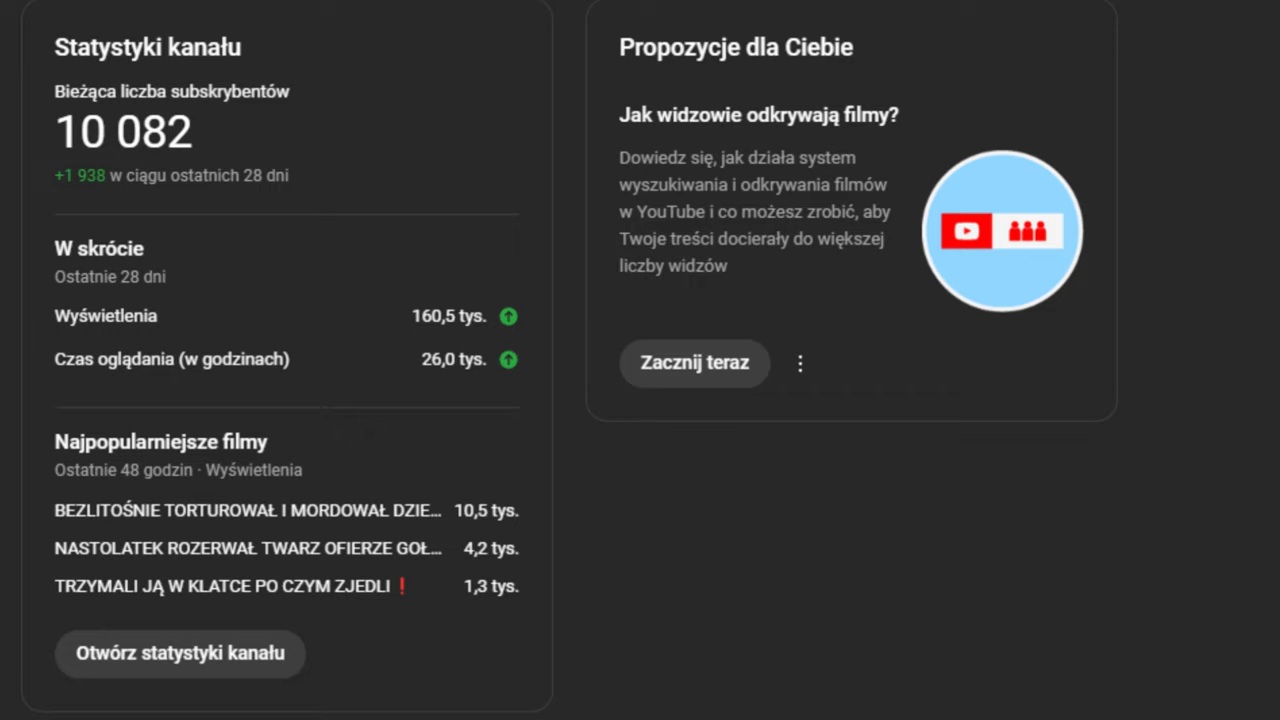 Statystyki kanału
Bieżąca liczba subskrybentów
10 082
+1 938 w ciągu ostatnich 28 dni
W skrócie
Ostatnie 28 dni
Wyświetlenia 160,5 tys.
Czas oglądania (w godzinach) 26,0 tys.
Najpopularniejsze filmy
Ostatnie 48 godzin · Wyświetlenia
BEZLITOŚNIE TORTUROWAŁ I MORDOWAŁ DZIE... 10,5 tys.
NASTOLATEK ROZERWAŁ TWARZ OFIERZE GOŁ... 4,2 tys.
TRZYMALI JĄ W KLATCE PO CZYM ZJEDLI❗ 1,3 tys.
Otwórz statystyki kanału
Propozycje dla Ciebie
Jak widzowie odkrywają filmy?
Dowiedz się, jak działa system
wyszukiwania i odkrywania filmów
w YouTube i co możesz zrobić, aby
Twoje treści docierały do większej
liczby widzów
Zacznij teraz